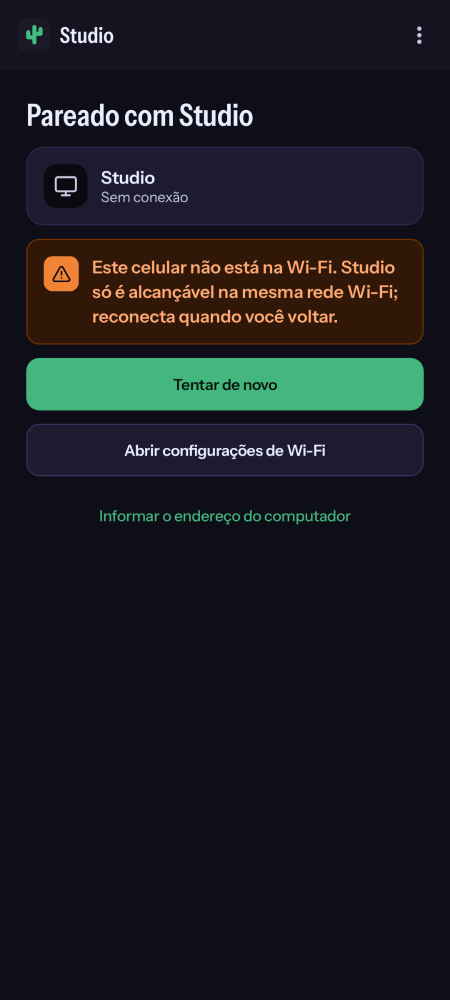 Studio
Pareado com Studio
Studio
Sem conexão
Este celular não está na Wi-Fi. Studio
só é alcançável na mesma rede Wi-Fi;
reconecta quando você voltar.
Tentar de novo
Abrir configurações de Wi-Fi
Informar o endereço do computador